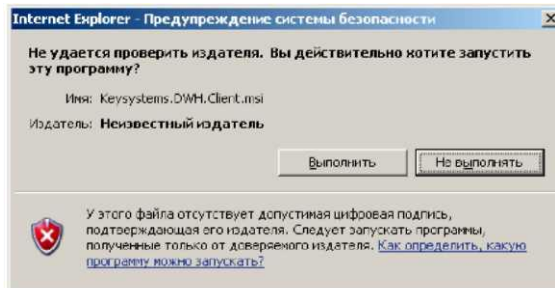 Internet Explorer - Предупреждение системы безопасности
Не удается проверить издателя. Вы действительно хотите запустить
эту программу?
Имя: Keysystems.DWH.Client.msi
Издатель: Неизвестный издатель
Выполнить
Не выполнять
У этого файла отсутствует допустимая цифровая подпись,
подтверждающая его издателя. Следует запускать программы,
полученные только от доверяемого издателя. Как определить, какую
программу можно запускать?